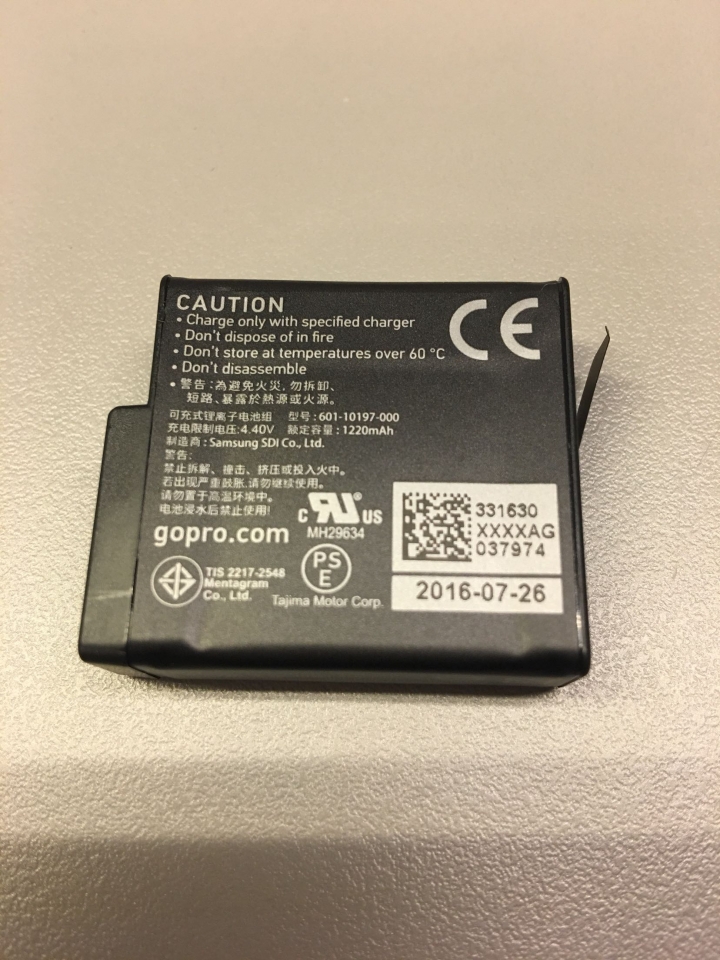 CAUTION
• Charge only with specified charger
• Don't dispose of in fire
• Don't store at temperatures over 60 °C
• Don't disassemble
• 警告:為避免火災,勿拆卸、
短路、暴露於熱源或火源。
可充式锂离子电池组 型号:601-10197-000
充电限制电压:4.40V 额定容量:1220mAh
制造商:Samsung SDI Co., Ltd.
警告:
禁止拆解、撞击、挤压或投入火中。
若出现严重鼓胀,请勿继续使用。
请勿置于高温环境中。
电池浸水后禁止使用!
CE
gopro.com
c RU US
MH29634
TIS 2217-2548
Mentagram
Co., Ltd.
PS
E
Tajima Motor Corp.
331630
XXXXAG
037974
2016-07-26